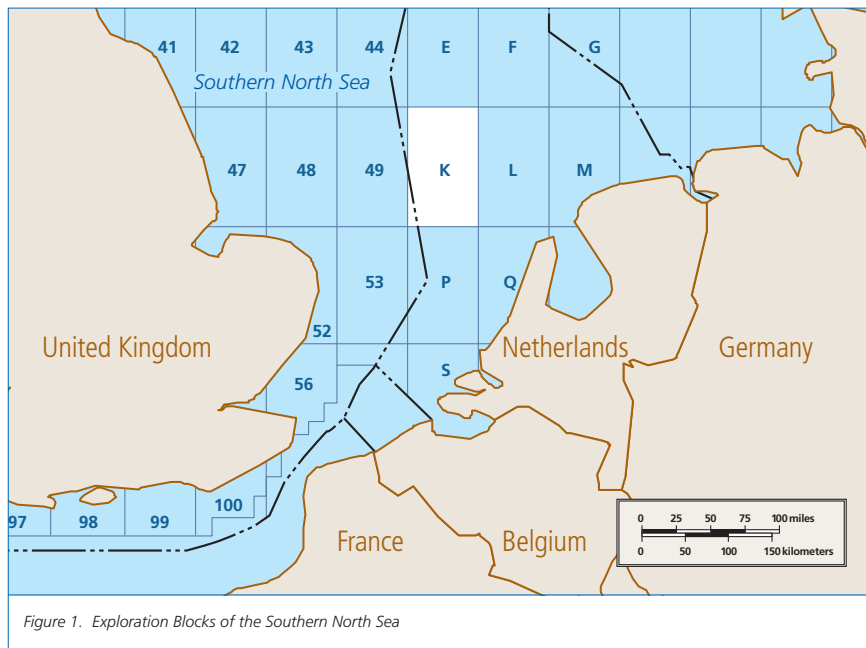 41 42 43 44 E F G
Southern North Sea
47 48 49 K L M
53 P Q
52
United Kingdom Netherlands Germany
S
56
100
97 98 99
France Belgium
0 25 50 75 100 miles
0 50 100 150 kilometers
Figure 1. Exploration Blocks of the Southern North Sea